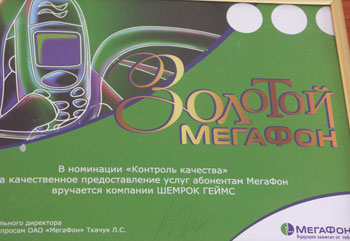 ЗОЛОТОЙ
МЕГАФОН
В номинации «Контроль качества»
а качественное предоставление услуг абонентам МегаФон
вручается компании ШЕМРОК ГЕЙМС
льного директора
просам ОАО «МегаФон» Ткачук Л.С.
МЕГАФОН